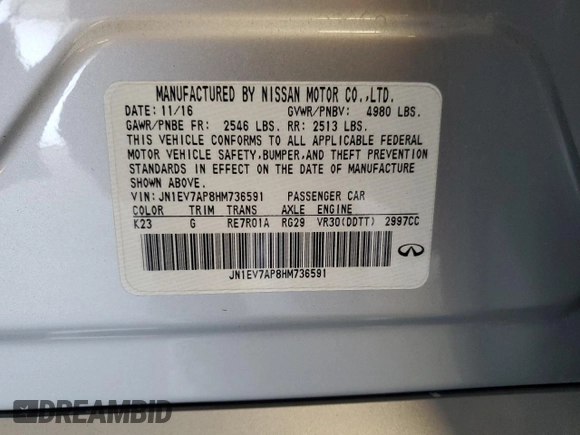 MANUFACTURED BY NISSAN MOTOR CO.,LTD.
DATE: 11/16 GVWR/PNBV: 4980 LBS.
GAWR/PNBE FR: 2546 LBS. RR: 2513 LBS.
THIS VEHICLE CONFORMS TO ALL APPLICABLE FEDERAL
MOTOR VEHICLE SAFETY, BUMPER, AND THEFT PREVENTION
STANDARDS IN EFFECT ON THE DATE OF MANUFACTURE
SHOWN ABOVE.
VIN: JN1EV7AP8HM736591 PASSENGER CAR
COLOR TRIM TRANS AXLE ENGINE
K23 G RE7R01A RG29 VR30(DDTT) 2997CC
JN1EV7AP8HM736591
DREAMBID